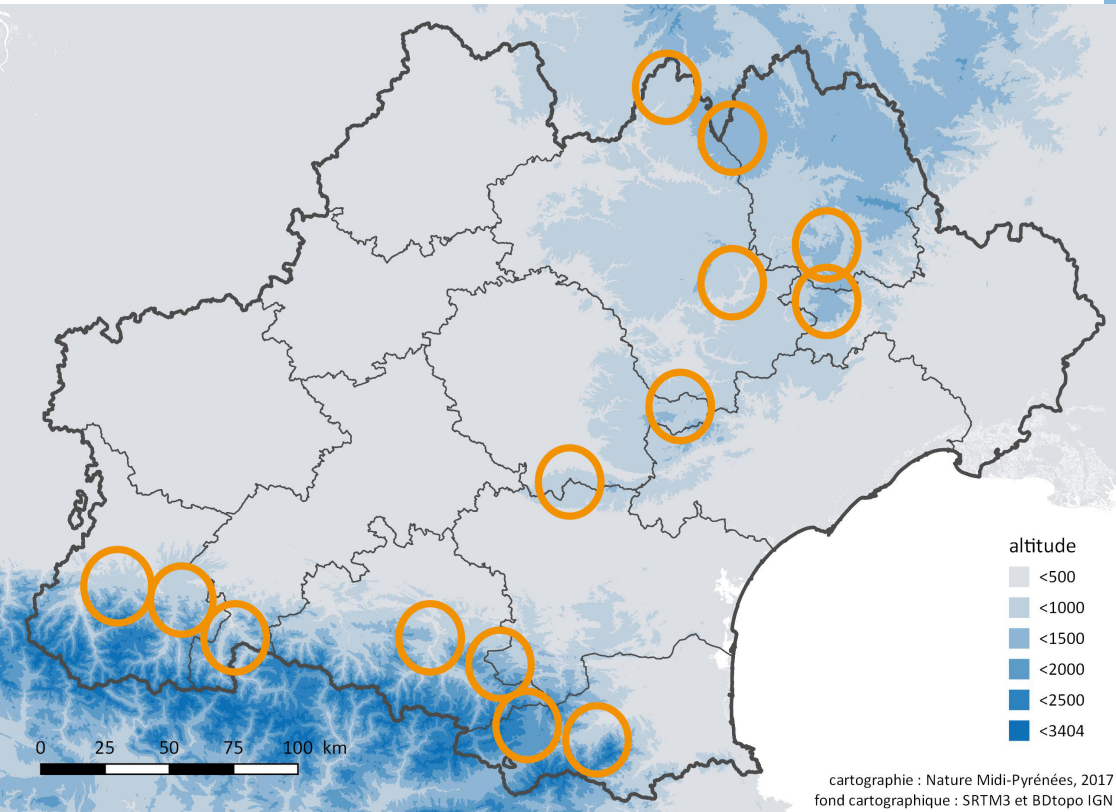 altitude
<500
<1000
<1500
<2000
<2500
<3404
0 25 50 75 100 km
cartographie : Nature Midi-Pyrénées, 2017
fond cartographique : SRTM3 et BDtopo IGN